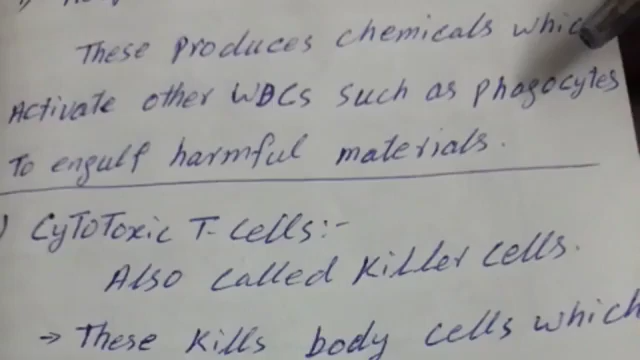 These produces chemicals which
Activate other WBCs such as phagocytes
To engulf harmful materials.
) CyToToxic T-cells:-
Also called Killer cells.
→ These Kills body cells which